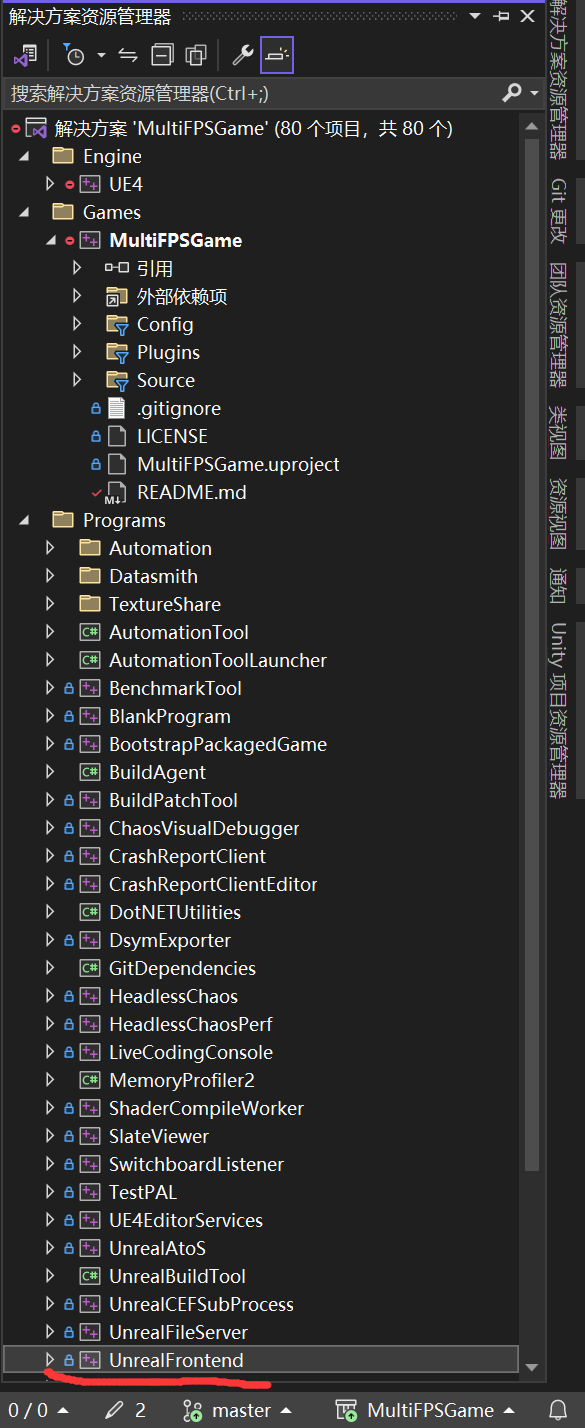 解决方案资源管理器
搜索解决方案资源管理器(Ctrl+;)
解决方案 'MultiFPSGame' (80 个项目，共 80 个)
Engine
UE4
Games
MultiFPSGame
引用
外部依赖项
Config
Plugins
Source
.gitignore
LICENSE
MultiFPSGame.uproject
README.md
Programs
Automation
Datasmith
TextureShare
AutomationTool
AutomationToolLauncher
BenchmarkTool
BlankProgram
BootstrapPackagedGame
BuildAgent
BuildPatchTool
ChaosVisualDebugger
CrashReportClient
CrashReportClientEditor
DotNETUtilities
DsymExporter
GitDependencies
HeadlessChaos
HeadlessChaosPerf
LiveCodingConsole
MemoryProfiler2
ShaderCompileWorker
SlateViewer
SwitchboardListener
TestPAL
UE4EditorServices
UnrealAtoS
UnrealBuildTool
UnrealCEFSubProcess
UnrealFileServer
UnrealFrontend
解决方案资源管理器
Git 更改
团队资源管理器
类视图
资源视图
通知
Unity 项目资源管理器
0 / 0
2
master
MultiFPSGame